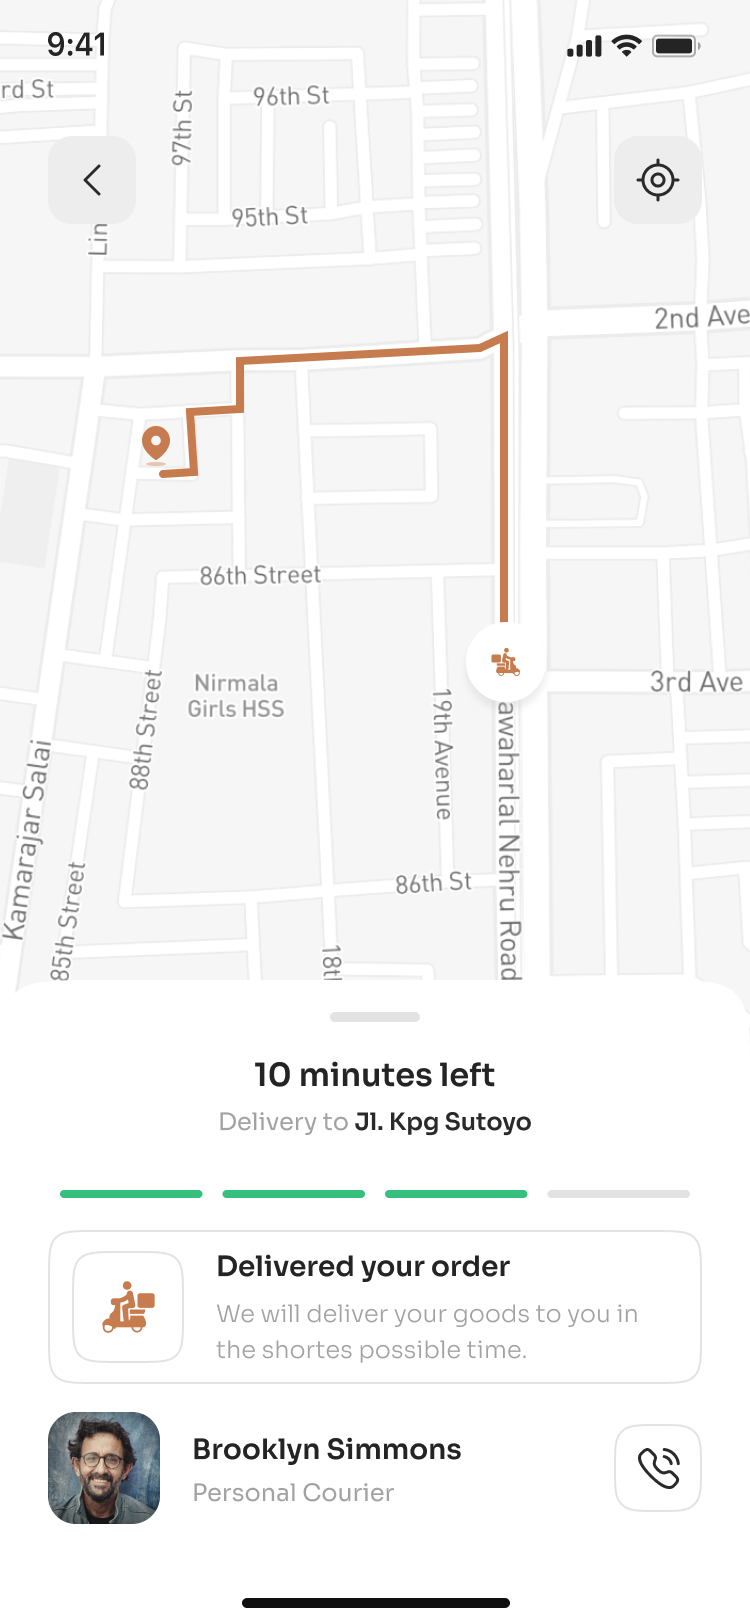 9:41
rd St
96th St
97th St
95th St
Lin
2nd Ave
86th Street
Nirmala
Girls HSS
3rd Ave
88th Street
19th Avenue
awaharlal Nehru Road
Kamarajar Salai
85th Street
86th St
18t
10 minutes left
Delivery to Jl. Kpg Sutoyo
Delivered your order
We will deliver your goods to you in
the shortes possible time.
Brooklyn Simmons
Personal Courier